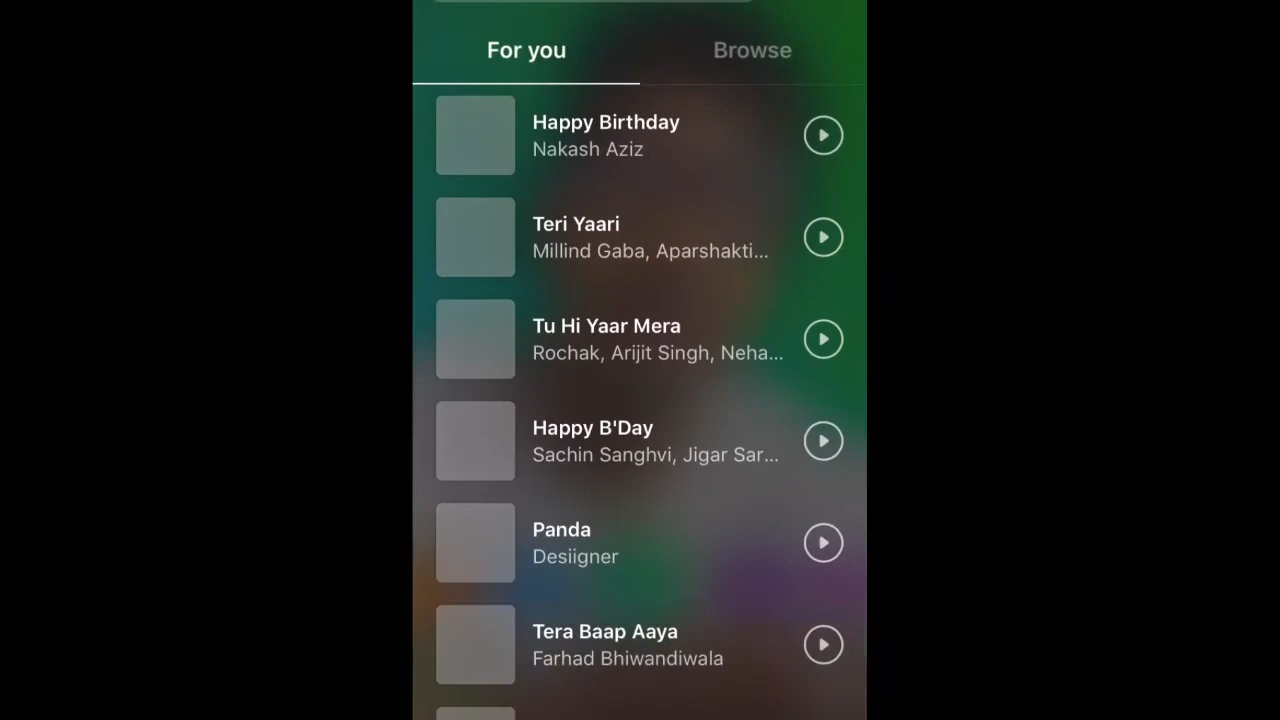 For you
Browse
Happy Birthday
Nakash Aziz
Teri Yaari
Millind Gaba, Aparshakti...
Tu Hi Yaar Mera
Rochak, Arijit Singh, Neha...
Happy B'Day
Sachin Sanghvi, Jigar Sar...
Panda
Desiigner
Tera Baap Aaya
Farhad Bhiwandiwala